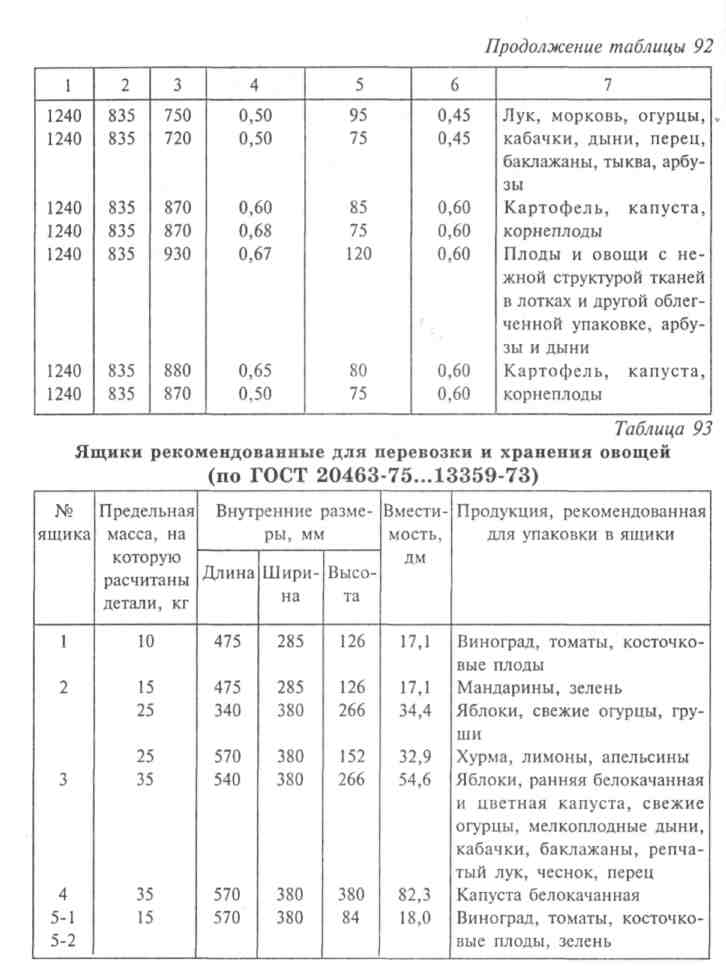 Продолжение таблицы 92
1 2 3 4 5 6 7
1240 835 750 0,50 95 0,45 Лук, морковь, огурцы,
1240 835 720 0,50 75 0,45 кабачки, дыни, перец,
баклажаны, тыква, арбу-
зы
1240 835 870 0,60 85 0,60 Картофель, капуста,
1240 835 870 0,68 75 0,60 корнеплоды
1240 835 930 0,67 120 0,60 Плоды и овощи с не-
жной структурой тканей
в лотках и другой облег-
ченной упаковке, арбу-
зы и дыни
1240 835 880 0,65 80 0,60 Картофель, капуста,
1240 835 870 0,50 75 0,60 корнеплоды
Таблица 93
Ящики рекомендованные для перевозки и хранения овощей
(по ГОСТ 20463-75...13359-73)
№ Предельная Внутренние разме- Вмести- Продукция, рекомендованная
ящика масса, на ры, мм мость, для упаковки в ящики
которую дм
расчитаны Длина Шири- Высо-
детали, кг на та
1 10 475 285 126 17,1 Виноград, томаты, косточко-
вые плоды
2 15 475 285 126 17,1 Мандарины, зелень
25 340 380 266 34,4 Яблоки, свежие огурцы, гру-
ши
25 570 380 152 32,9 Хурма, лимоны, апельсины
3 35 540 380 266 54,6 Яблоки, ранняя белокачанная
и цветная капуста, свежие
огурцы, мелкоплодные дыни,
кабачки, баклажаны, репча-
тый лук, чеснок, перец
4 35 570 380 380 82,3 Капуста белокачанная
5-1 15 570 380 84 18,0 Виноград, томаты, косточко-
5-2 вые плоды, зелень